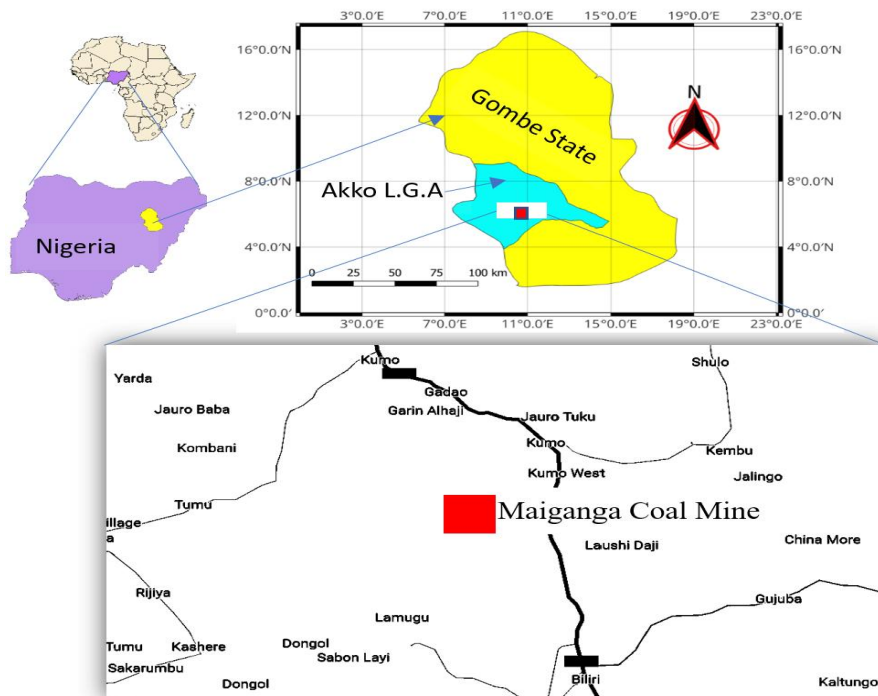 3°0.0'
7°0.0'
11°0.0'
15°0.0'
19°0.0'
23°0.0'N
16°0.0'N
16°0.0'N
12°0.0'N
12°0.0'N
8°0.0'N
8°0.0'N
4°0.0'N
4°0.0'N
0°0.0'
0°0.0'N
N
Gombe State
Akko L.G.A
Nigeria
0 25 50 75 100 km
3°0.0'E
7°0.0'E
11°0.0'E
15°0.0'E
19°0.0'E
23°0.0'E
Kumo
Shulo
Yarda
Gadao
Jauro Baba
Garin Alhaji
Jauro Tuku
Kombani
Kumo
Kembu
Kumo West
Jalingo
Tumu
Maiganga Coal Mine
illage
a
Laushi Daji
China More
Rijiya
Gujuba
Lamugu
Tumu
Kashere
Dongol
Sabon Layi
Sakarumbu
Dongol
Biliri
Kaltungo